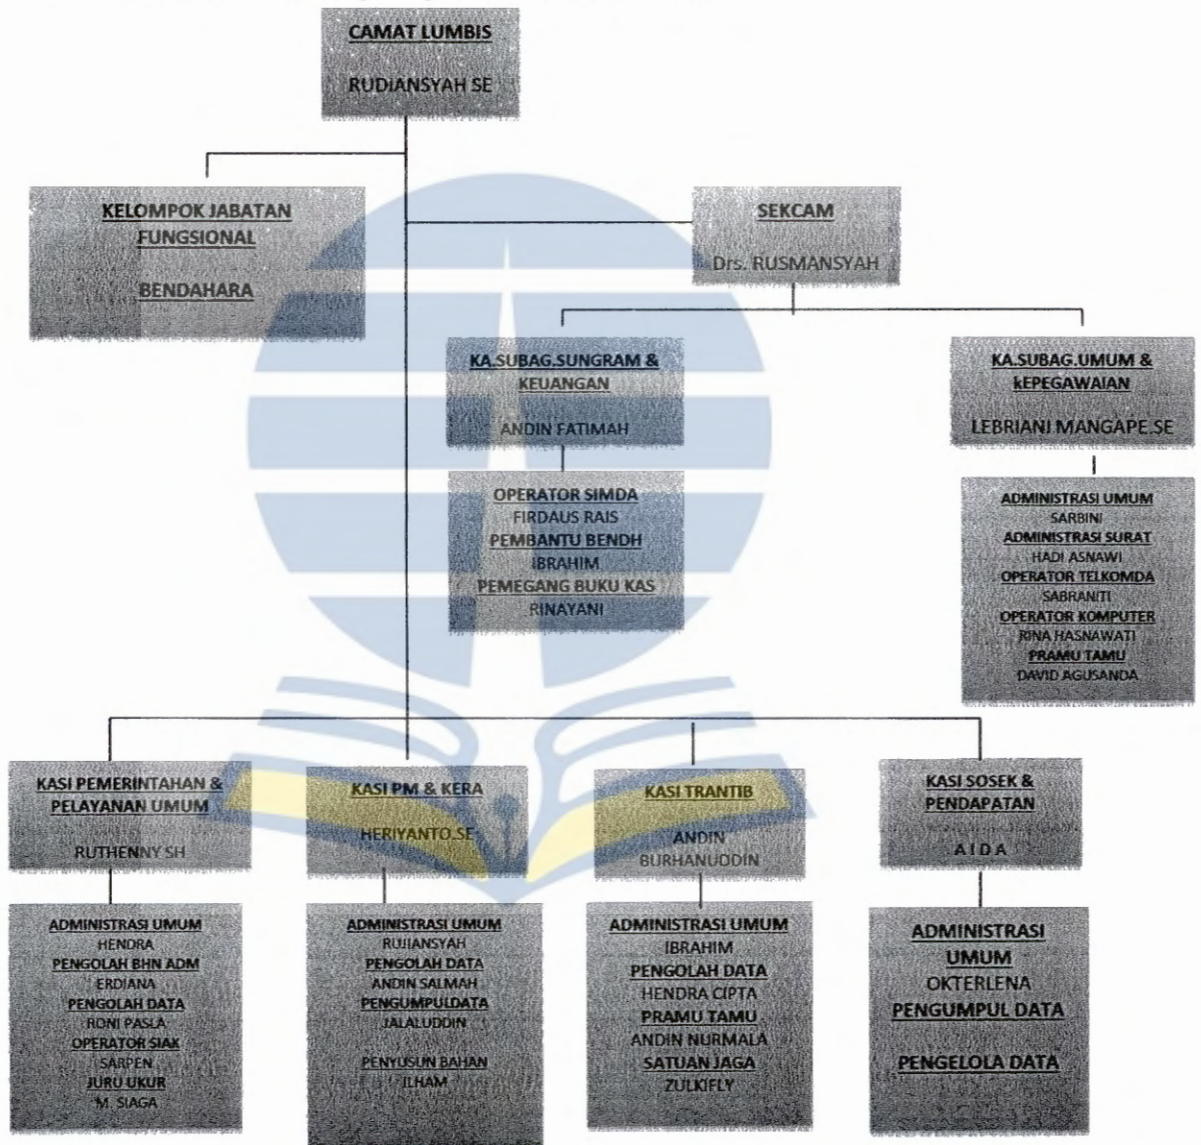 CAMAT LUMBIS
RUDIANSYAH SE
KELOMPOK JABATAN
FUNGSIONAL
BENDAHARA
SEKCAM
Drs. RUSMANSYAH
KA.SUBAG.SUNGRAM &
KEUANGAN
ANDIN FATIMAH
KA.SUBAG.UMUM &
kEPEGAWAIAN
LEBRIANI MANGAPE.SE
OPERATOR SIMDA
FIRDAUS RAIS
PEMBANTU BENDH
IBRAHIM
PEMEGANG BUKU KAS
RINAYANI
ADMINISTRASI UMUM
SARBINI
ADMINISTRASI SURAT
HADI ASNAWI
OPERATOR TELKOMDA
SABRANITI
OPERATOR KOMPUTER
RINA HASNAWATI
PRAMU TAMU
DAVID AGUSANDA
KASI PEMERINTAHAN &
PELAYANAN UMUM
RUTHENNY SH
KASI PM & KERA
HERIYANTO.SE
KASI TRANTIB
ANDIN
BURHANUDDIN
KASI SOSEK &
PENDAPATAN
A I D A
ADMINISTRASI UMUM
HENDRA
PENGOLAH BHN ADM
ERDIANA
PENGOLAH DATA
RONI PASLA
OPERATOR SIAK
SARPEN
JURU UKUR
M. SIAGA
ADMINISTRASI UMUM
RUJIANSYAH
PENGOLAH DATA
ANDIN SALMAH
PENGUMPULDATA
JALALUDDIN
PENYUSUN BAHAN
ILHAM
ADMINISTRASI UMUM
IBRAHIM
PENGOLAH DATA
HENDRA CIPTA
PRAMU TAMU
ANDIN NURMALA
SATUAN JAGA
ZULKIFLY
ADMINISTRASI
UMUM
OKTERLENA
PENGUMPUL DATA
PENGELOLA DATA